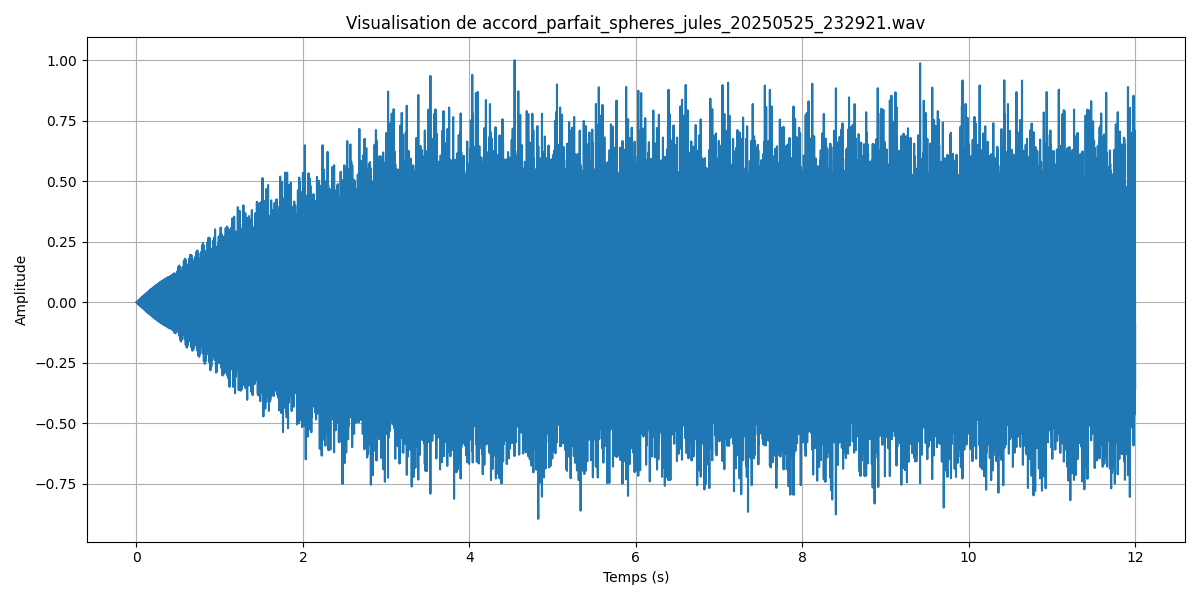 Visualisation de accord_parfait_spheres_jules_20250525_232921.wav
1.00
0.75
0.50
0.25
0.00
−0.25
−0.50
−0.75
Amplitude
0 2 4 6 8 10 12
Temps (s)